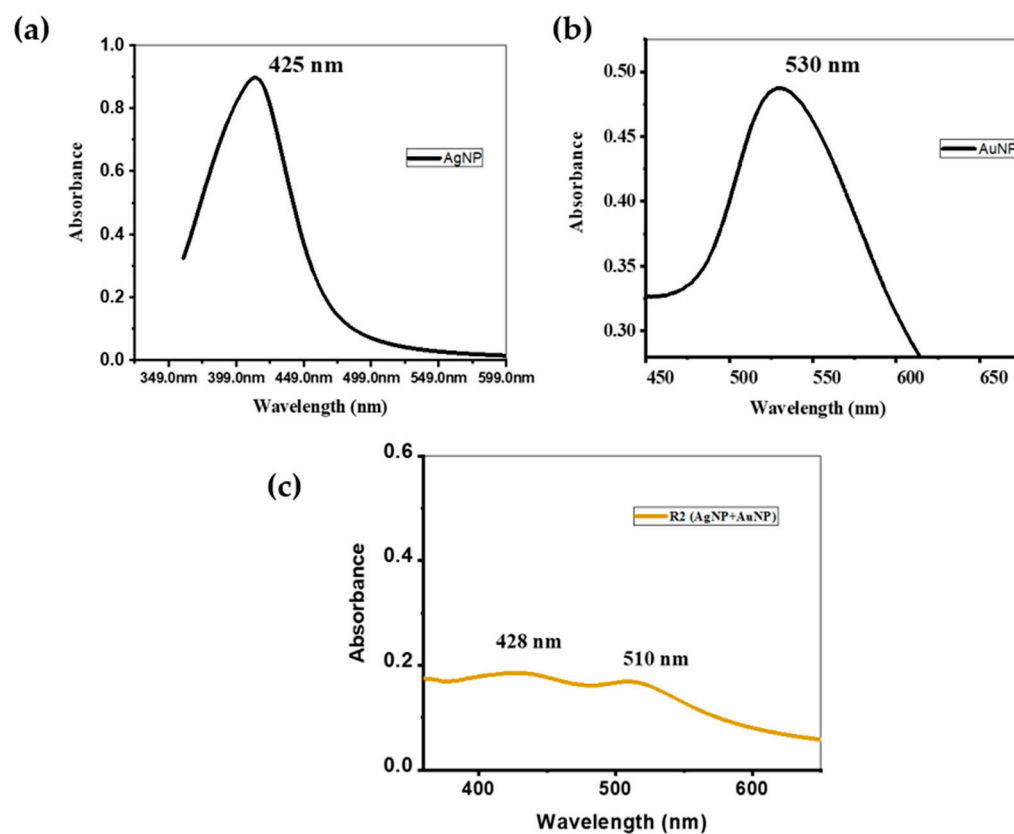 (a)
425 nm
AgNP
Absorbance
1.0
0.8
0.6
0.4
0.2
0.0
349.0nm 399.0nm 449.0nm 499.0nm 549.0nm 599.0nm
Wavelength (nm)
(b)
530 nm
AuNP
Absorbance
0.50
0.45
0.40
0.35
0.30
450 500 550 600 650
Wavelength (nm)
(c)
R2 (AgNP+AuNP)
428 nm
510 nm
Absorbance
0.6
0.4
0.2
0.0
400 500 600
Wavelength (nm)